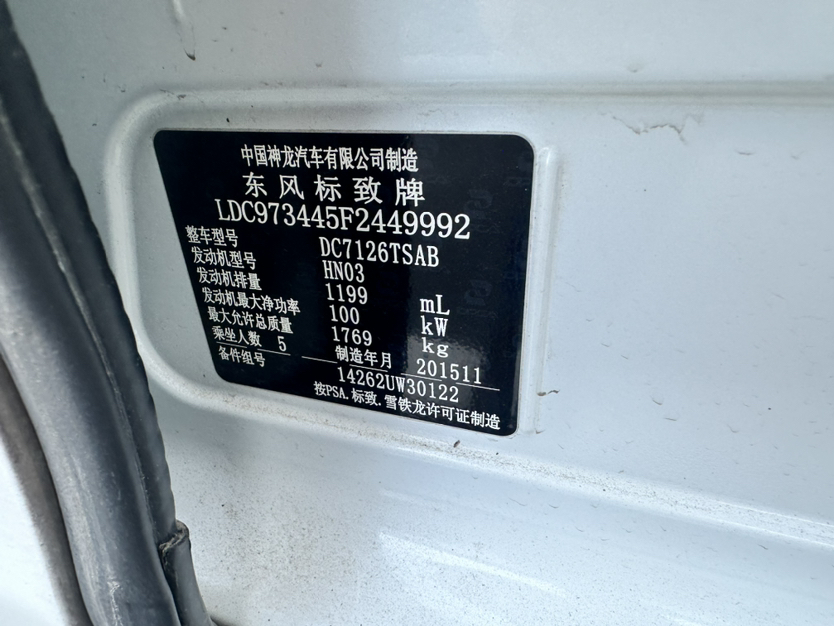 中国神龙汽车有限公司制造
东风标致牌
LDC973445F2449992
整车型号 DC7126TSAB
发动机型号 HN03
发动机排量 1199 mL
发动机最大净功率 100 kW
最大允许总质量 1769 kg
乘坐人数 5 制造年月 201511
备件组号 14262UW30122
按PSA.标致.雪铁龙许可证制造